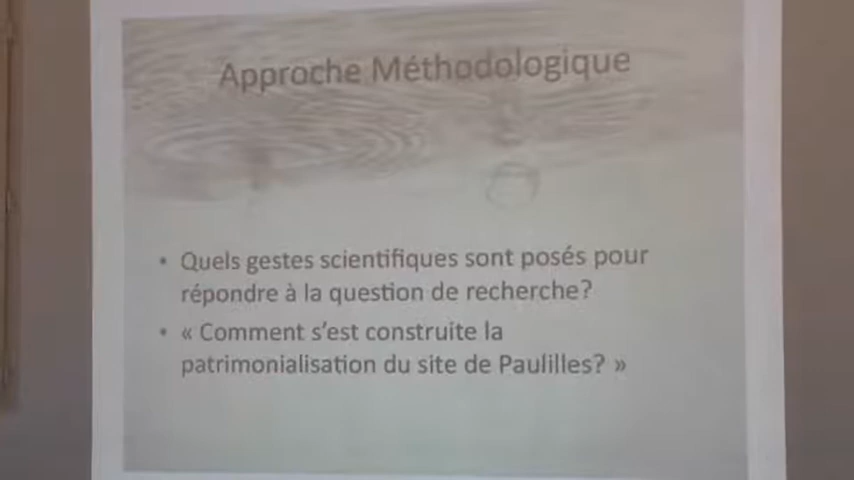 Approche Méthodologique
• Quels gestes scientifiques sont posés pour
répondre à la question de recherche?
• « Comment s'est construite la
patrimonialisation du site de Paulilles? »